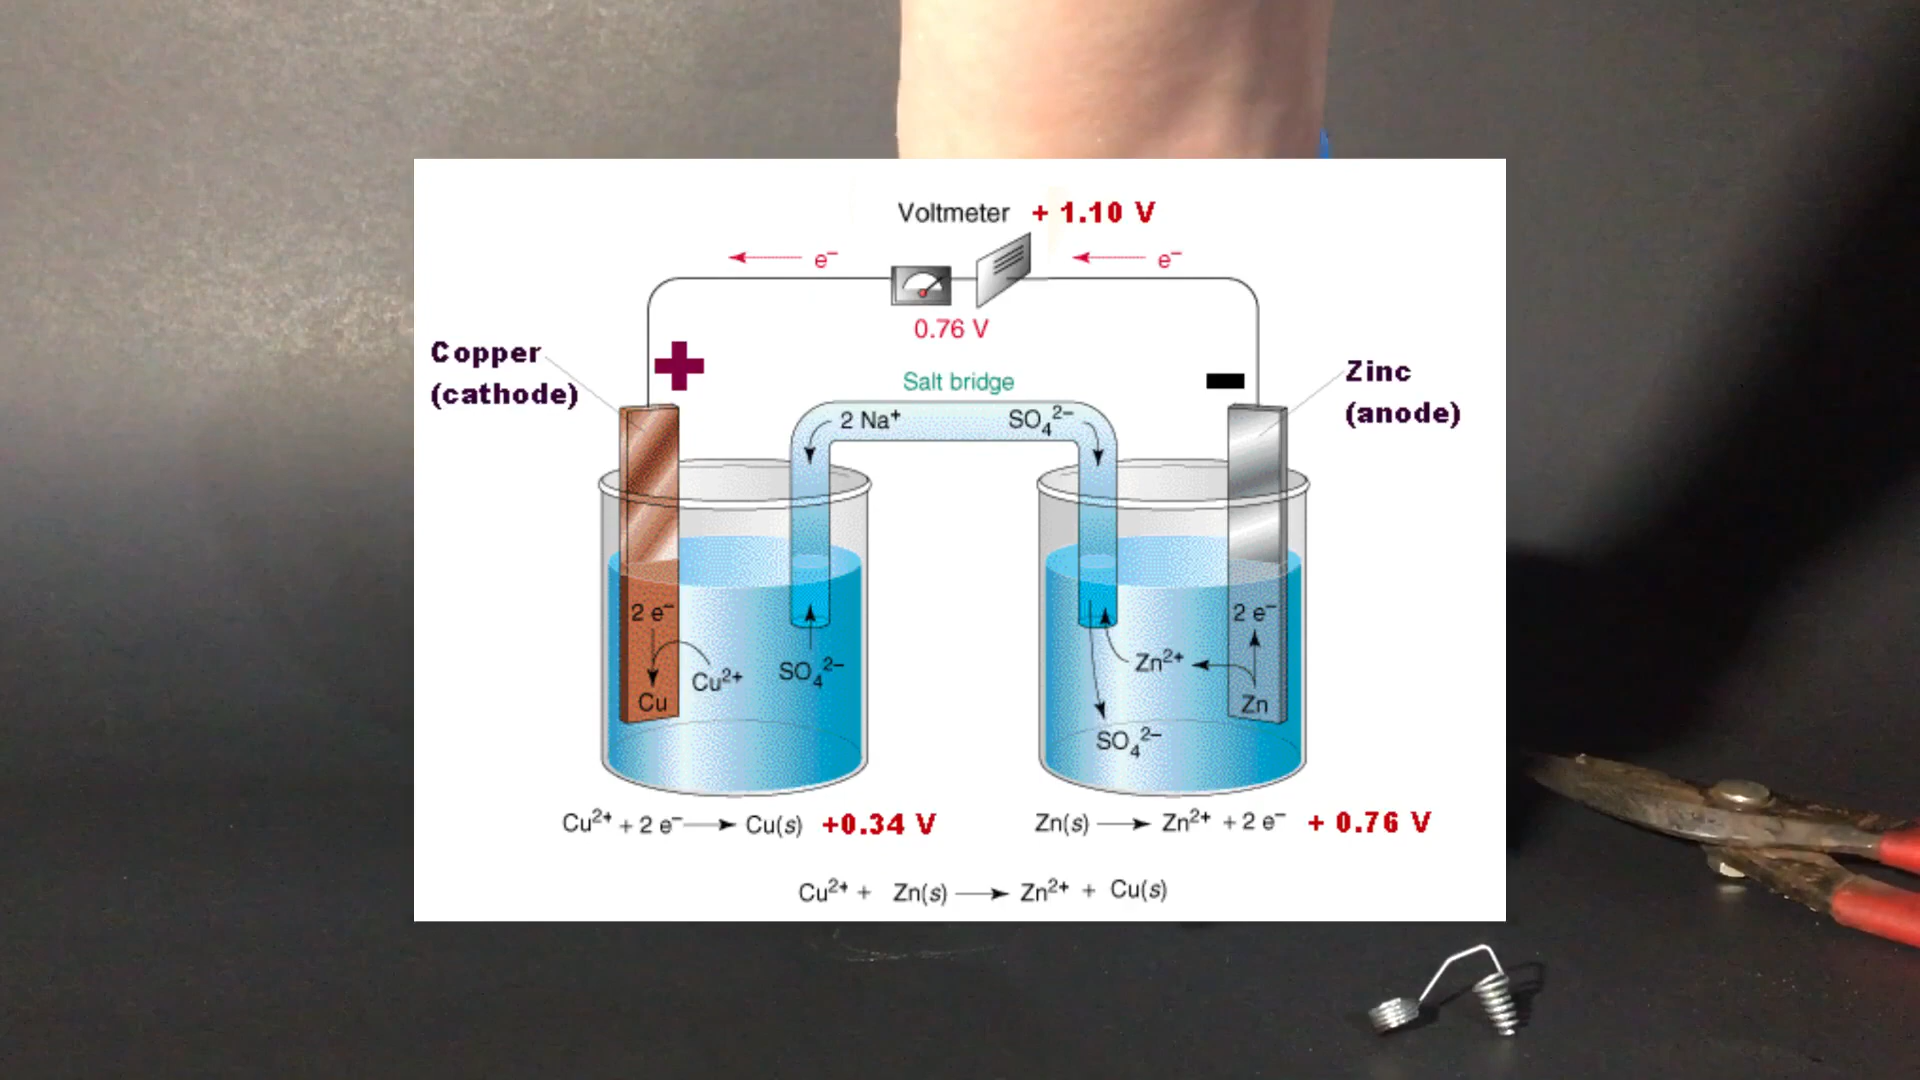 Voltmeter + 1.10 V
e⁻ e⁻
0.76 V
Copper
(cathode)
+
−
Zinc
(anode)
Salt bridge
2 Na⁺ SO₄²⁻
2 e⁻
Cu²⁺
Cu
SO₄²⁻
2 e⁻
Zn²⁺
Zn
SO₄²⁻
Cu²⁺ + 2 e⁻ → Cu(s) +0.34 V
Zn(s) → Zn²⁺ + 2 e⁻ + 0.76 V
Cu²⁺ + Zn(s) → Zn²⁺ + Cu(s)